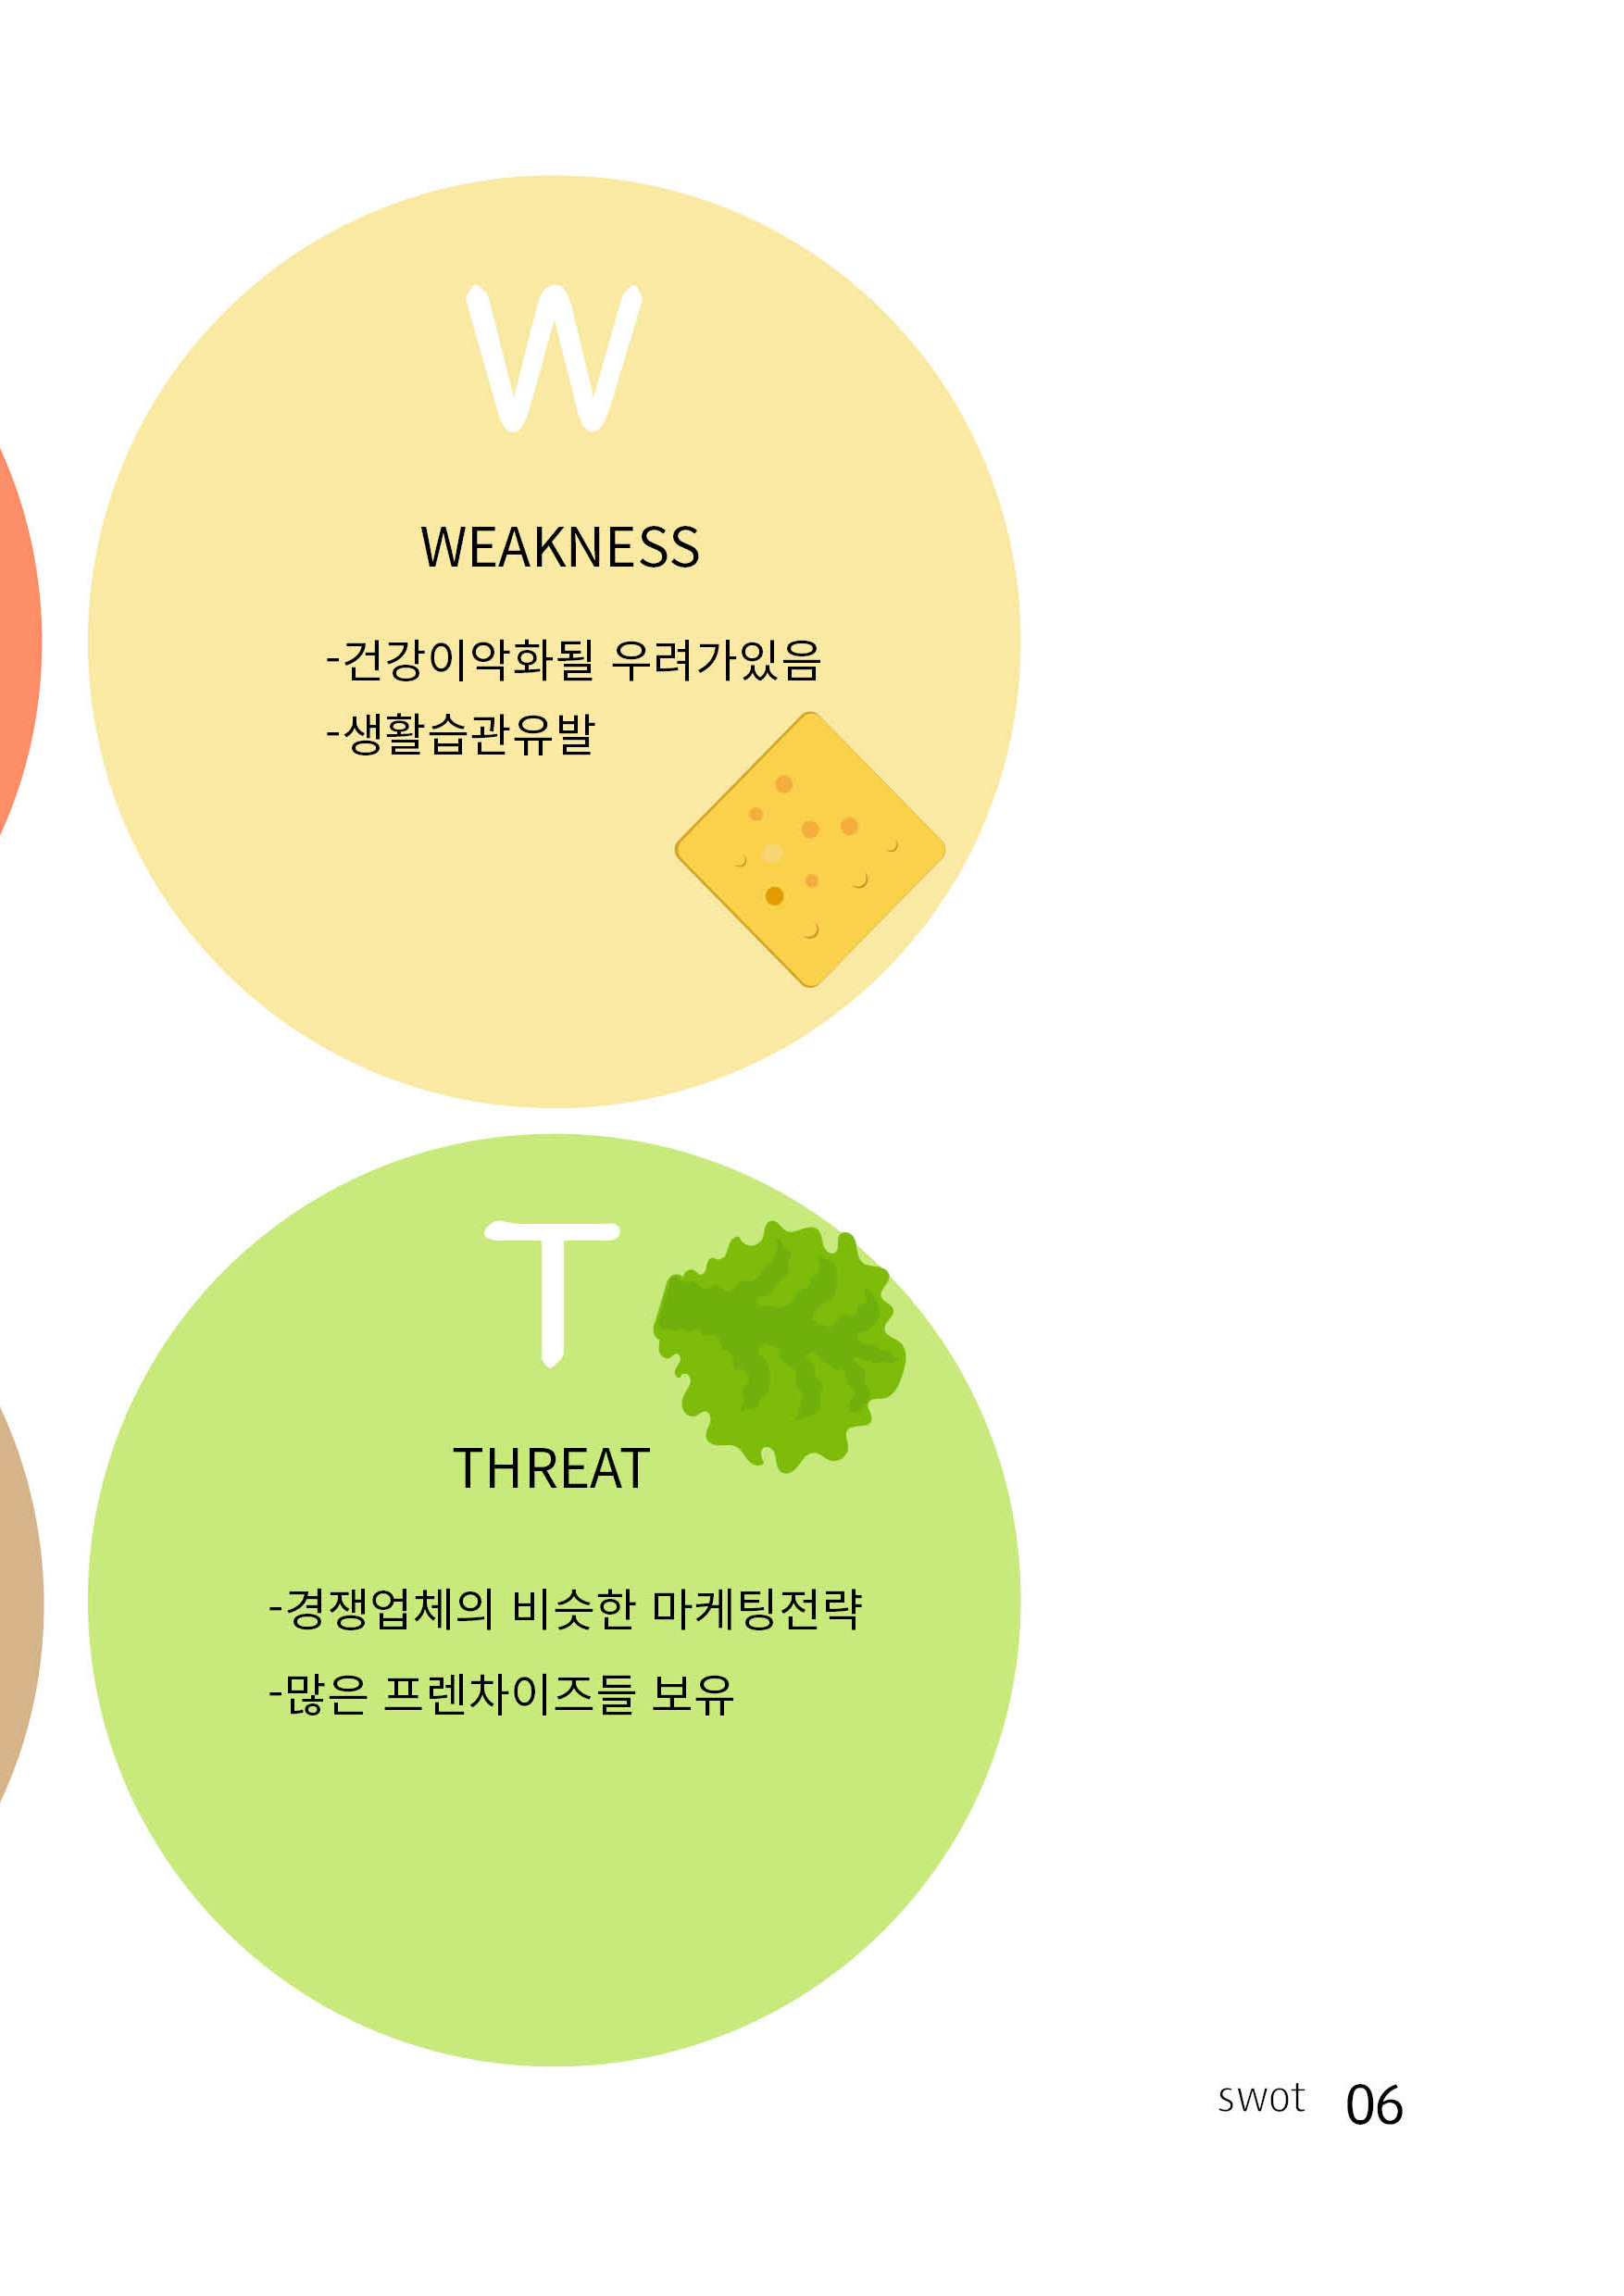 W
WEAKNESS
-건강이악화될 우려가있음
-생활습관유발
T
THREAT
-경쟁업체의 비슷한 마케팅전략
-많은 프렌차이즈들 보유
swot 06